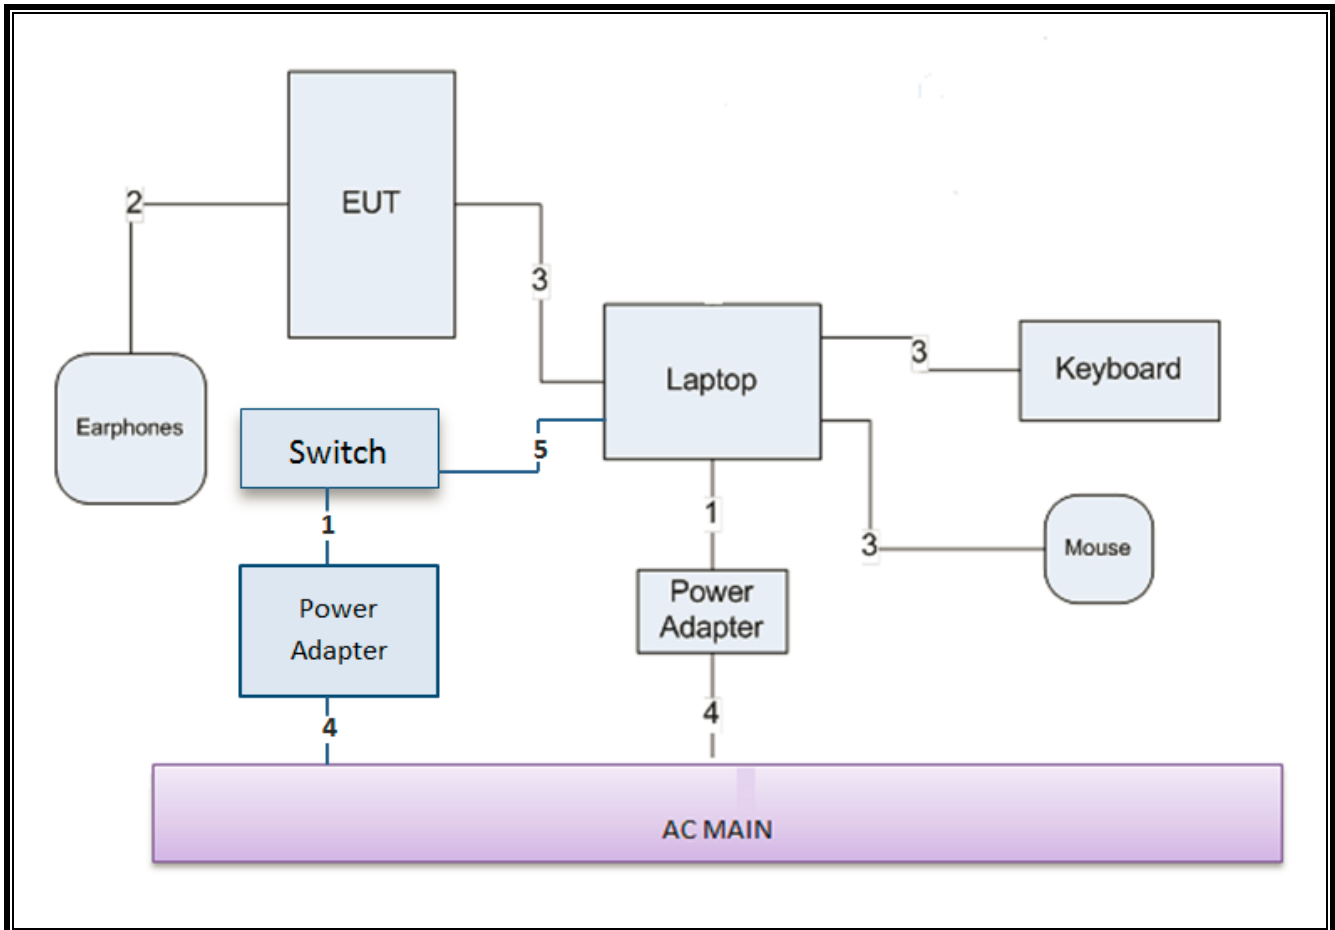 EUT
2
3
Laptop
3
Keyboard
Earphones
Switch
5
1
1
3
Mouse
Power
Adapter
Power
Adapter
4
4
AC MAIN